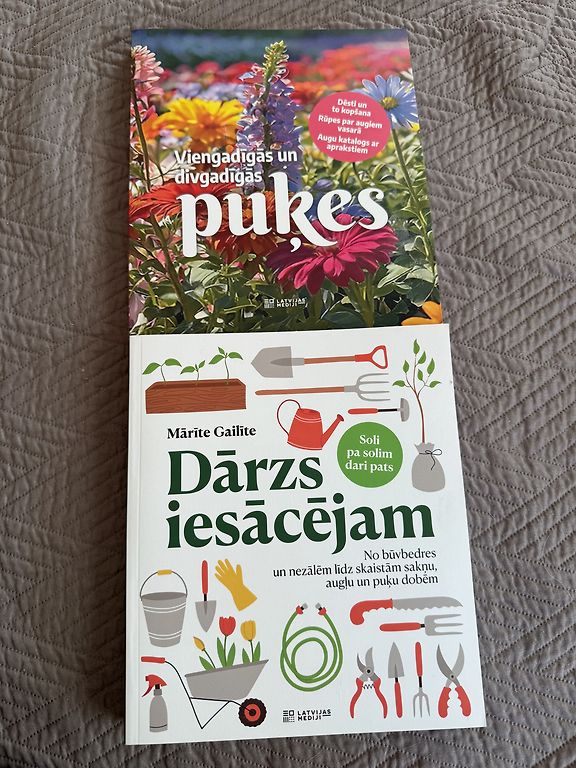 Dēsti un
to kopšana
Rūpes par augiem
vasarā
Augu katalogs ar
aprakstiem
Viengadīgās un
divgadīgās
puķes
LATVIJAS
MEDIJI
Mārīte Gailīte
Soli
pa solim
dari pats
Dārzs
iesācējam
No būvbedres
un nezālēm līdz skaistām sakņu,
augļu un puķu dobēm
LATVIJAS
MEDIJI